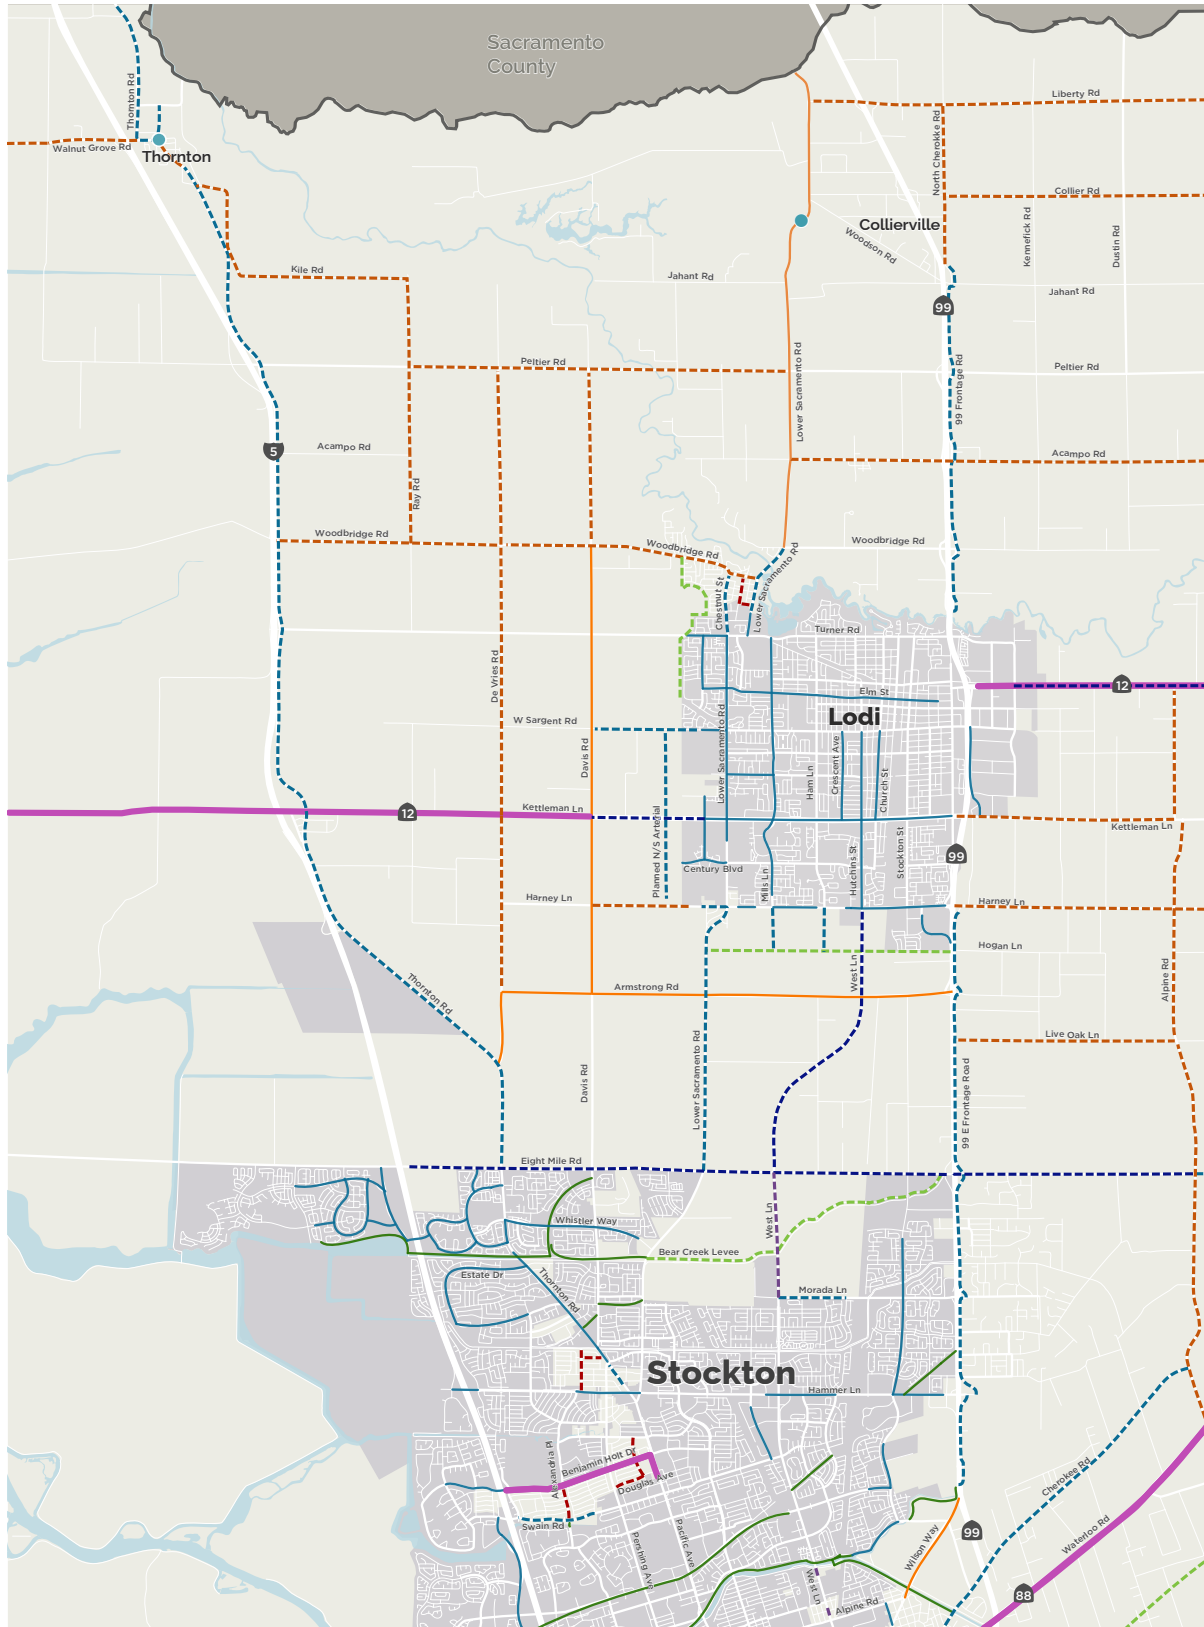 Sacramento
County
Thornton Rd
Liberty Rd
Walnut Grove Rd
Thornton
North Cherokke Rd
Collier Rd
Collierville
Woodson Rd
Kennefick Rd
Dustin Rd
Kile Rd
Jahant Rd
Jahant Rd
99
Peltier Rd
Lower Sacramento Rd
Peltier Rd
99 Frontage Rd
Acampo Rd
5
Acampo Rd
Ray Rd
Woodbridge Rd
Woodbridge Rd
Woodbridge Rd
Chestnut St
Lower Sacramento Rd
Turner Rd
De Vries Rd
Elm St
12
Lodi
W Sargent Rd
Davis Rd
Lower Sacramento Rd
Ham Ln
Crescent Ave
Church St
12
Kettleman Ln
Kettleman Ln
Planned N/S Arterial
Stockton St
99
Century Blvd
Mills Ln
Hutchins St
Harney Ln
Harney Ln
Hogan Ln
West Ln
Alpine Rd
Thornton Rd
Armstrong Rd
Live Oak Ln
Davis Rd
Lower Sacramento Rd
99 E Frontage Road
Eight Mile Rd
Whistler Way
West Ln
Bear Creek Levee
Estate Dr
Thornton Rd
Morada Ln
Stockton
Hammer Ln
Alexandria Pl
Benjamin Holt Dr
Douglas Ave
Cherokee Rd
Swain Rd
Pershing Ave
Pacific Ave
Wilson Way
99
Waterloo Rd
West Ln
Alpine Rd
88